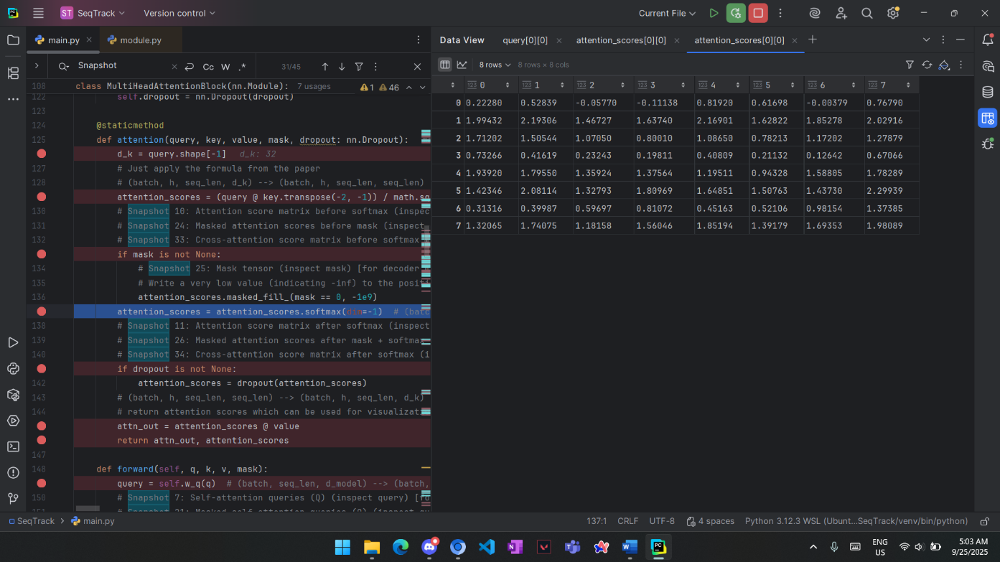 ST SeqTrack Version control Current File
main.py module.py
Snapshot Cc W .* 31/45
108 class MultiHeadAttentionBlock(nn.Module): 7 usages 1 46
122 self.dropout = nn.Dropout(dropout)
123
124 @staticmethod
125 def attention(query, key, value, mask, dropout: nn.Dropout):
d_k = query.shape[-1] d_k: 32
127 # Just apply the formula from the paper
128 # (batch, h, seq_len, d_k) --> (batch, h, seq_len, seq_len)
attention_scores = (query @ key.transpose(-2, -1)) / math.sq
130 # Snapshot 10: Attention score matrix before softmax (inspec
131 # Snapshot 24: Masked attention scores before mask (inspect
132 # Snapshot 33: Cross-attention score matrix before softmax
if mask is not None:
134 # Snapshot 25: Mask tensor (inspect mask) [for decoder
135 # Write a very low value (indicating -inf) to the positi
136 attention_scores.masked_fill_(mask == 0, -1e9)
attention_scores = attention_scores.softmax(dim=-1) # (batc
138 # Snapshot 11: Attention score matrix after softmax (inspect
139 # Snapshot 26: Masked attention scores after mask + softmax
140 # Snapshot 34: Cross-attention score matrix after softmax (i
if dropout is not None:
142 attention_scores = dropout(attention_scores)
143 # (batch, h, seq_len, seq_len) --> (batch, h, seq_len, d_k)
144 # return attention scores which can be used for visualizati
attn_out = attention_scores @ value
return attn_out, attention_scores
147
148 def forward(self, q, k, v, mask):
query = self.w_q(q) # (batch, seq_len, d_model) --> (batch,
150 # Snapshot 7: Self-attention queries (Q) (inspect query) [fo
Data View query[0][0] attention_scores[0][0] attention_scores[0][0]
8 rows 8 rows × 8 cols
123 0 123 1 123 2 123 3 123 4 123 5 123 6 123 7
0 0.22280 0.52839 -0.05770 -0.11138 0.81920 0.61698 -0.00379 0.76790
1 1.99432 2.19306 1.46727 1.63740 2.16901 1.62822 1.85278 2.02916
2 1.71202 1.50544 1.07050 0.80010 1.08650 0.78213 1.17202 1.27879
3 0.73266 0.41619 0.23243 0.19811 0.40809 0.21132 0.12642 0.67066
4 1.93920 1.79550 1.35924 1.37564 1.19511 0.94328 1.58805 1.78289
5 1.42346 2.08114 1.32793 1.80969 1.64851 1.50763 1.43730 2.29939
6 0.31316 0.39987 0.59697 0.81072 0.45163 0.52106 0.98154 1.37385
7 1.32065 1.74075 1.18158 1.56046 1.85194 1.39179 1.69353 1.98089
SeqTrack > main.py 137:1 CRLF UTF-8 4 spaces Python 3.12.3 WSL (Ubunt...SeqTrack/venv/bin/python)
ENG US 5:03 AM 9/25/2025